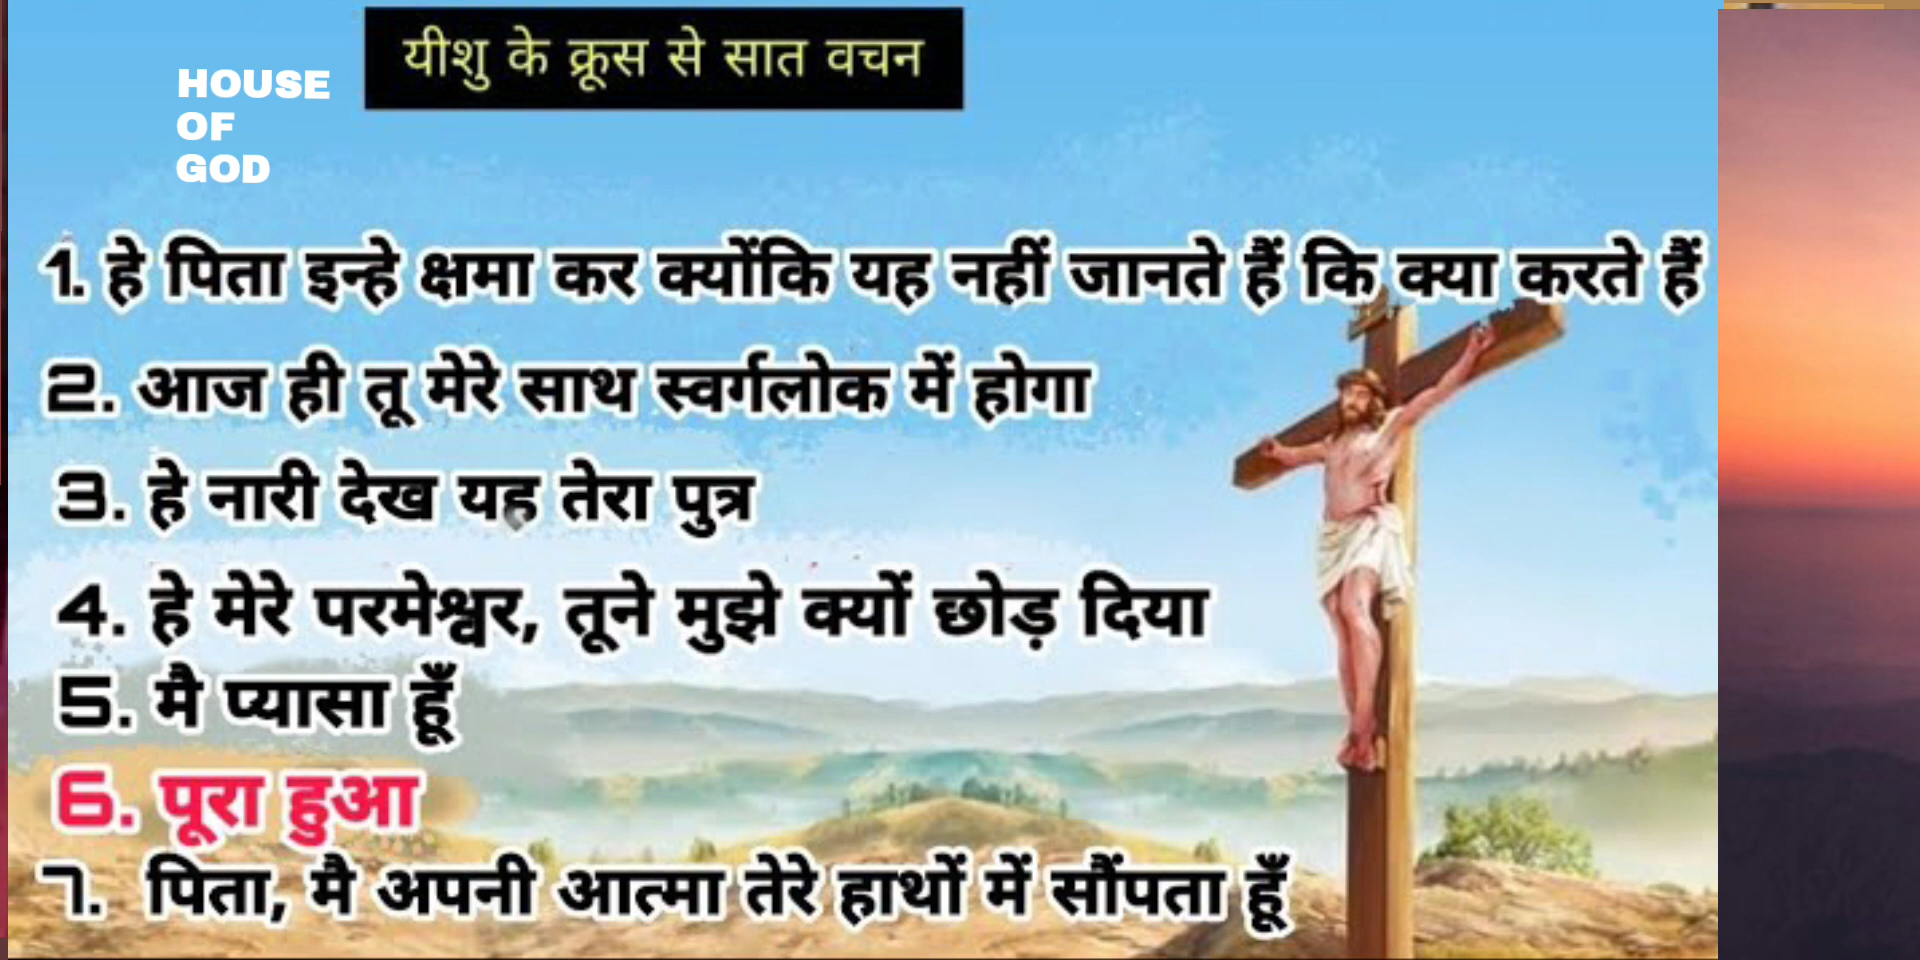 यीशु के क्रूस से सात वचन
HOUSE
OF
GOD
1. हे पिता इन्हे क्षमा कर क्योंकि यह नहीं जानते हैं कि क्या करते हैं
2. आज ही तू मेरे साथ स्वर्गलोक में होगा
3. हे नारी देख यह तेरा पुत्र
4. हे मेरे परमेश्वर, तूने मुझे क्यों छोड़ दिया
5. मै प्यासा हूँ
6. पूरा हुआ
7. पिता, मै अपनी आत्मा तेरे हाथों में सौंपता हूँ